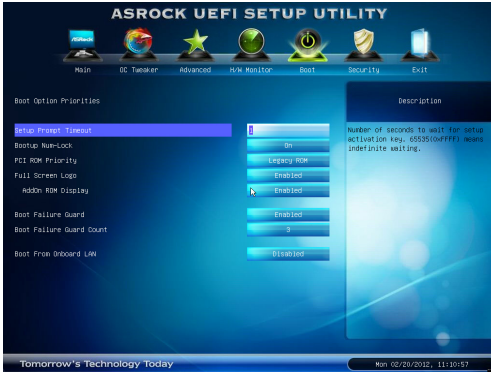 ASROCK UEFI SETUP UTILITY
ASRock
Main
OC Tweaker
Advanced
H/W Monitor
Boot
Security
Exit
Boot Option Priorities
Description
Setup Prompt Timeout
1
Number of seconds to wait for setup
activation key. 65535(0xFFFF) means
indefinite waiting.
Bootup Num-Lock
On
PCI ROM Priority
Legacy ROM
Full Screen Logo
Enabled
AddOn ROM Display
Enabled
Boot Failure Guard
Enabled
Boot Failure Guard Count
3
Boot From Onboard LAN
Disabled
Tomorrow's Technology Today
Mon 02/20/2012, 11:10:57